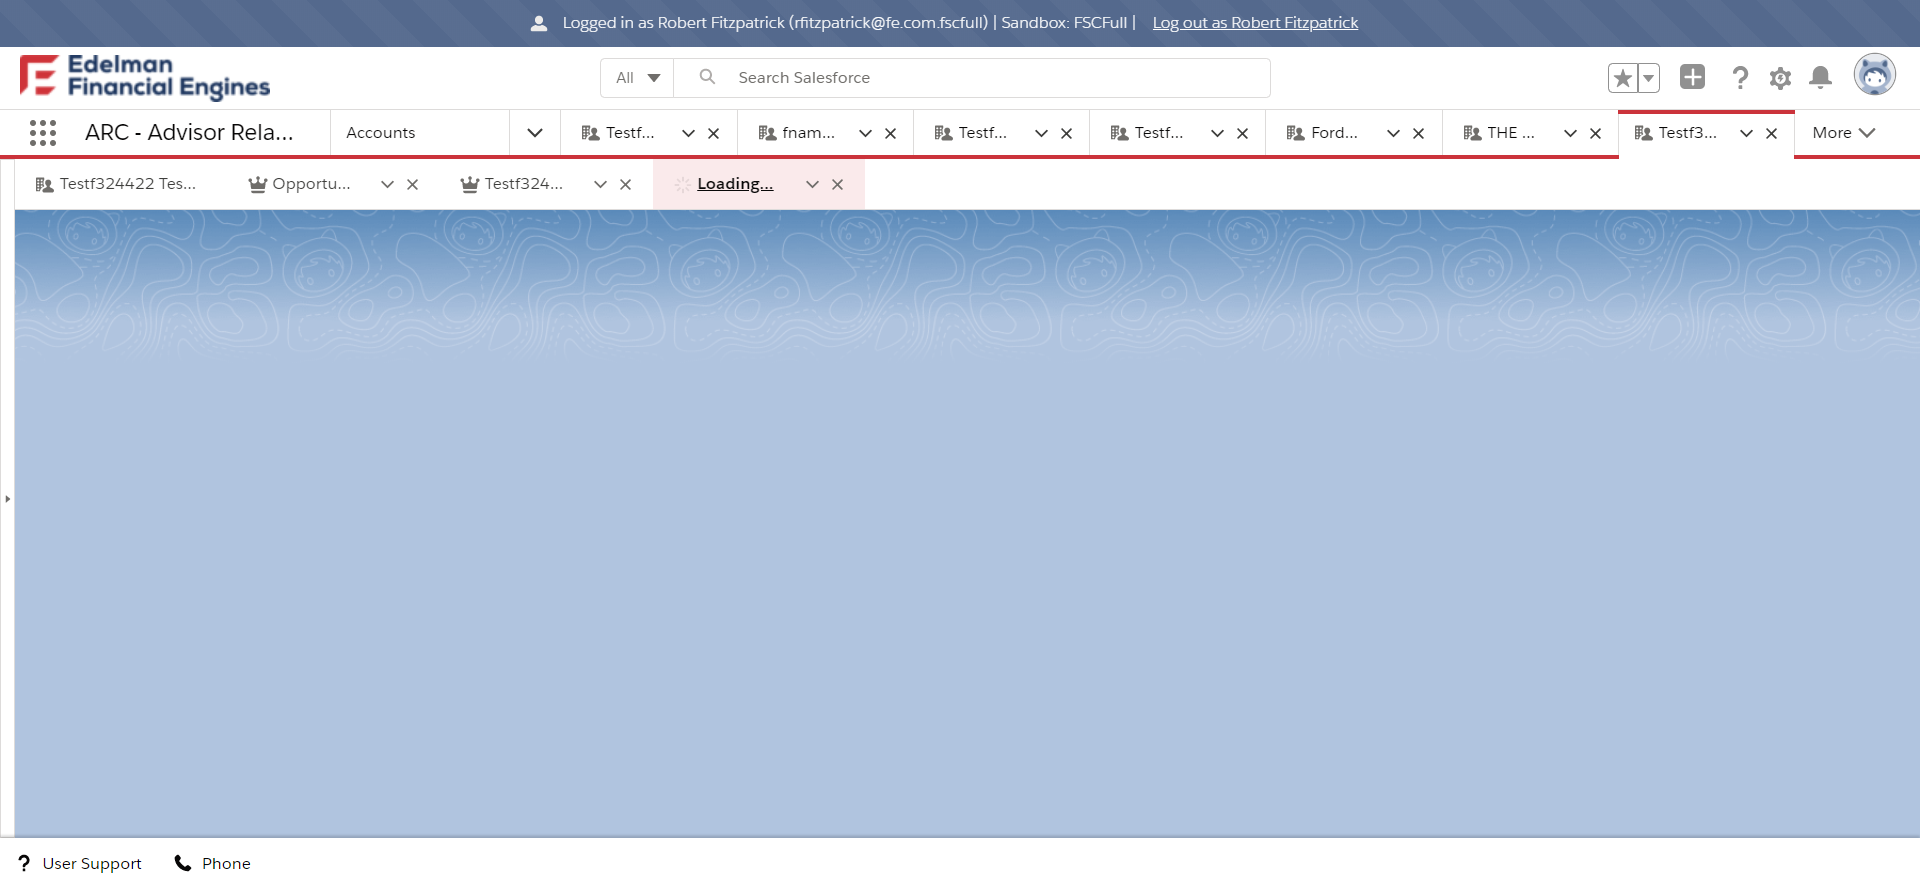 Logged in as Robert Fitzpatrick (rfitzpatrick@fe.com.fscfull) | Sandbox: FSCFull | Log out as Robert Fitzpatrick
Edelman
Financial Engines
All
Search Salesforce
ARC - Advisor Rela...
Accounts
Testf...
fnam...
Testf...
Testf...
Ford...
THE ...
Testf3...
More
Testf324422 Tes...
Opportu...
Testf324...
Loading...
User Support
Phone